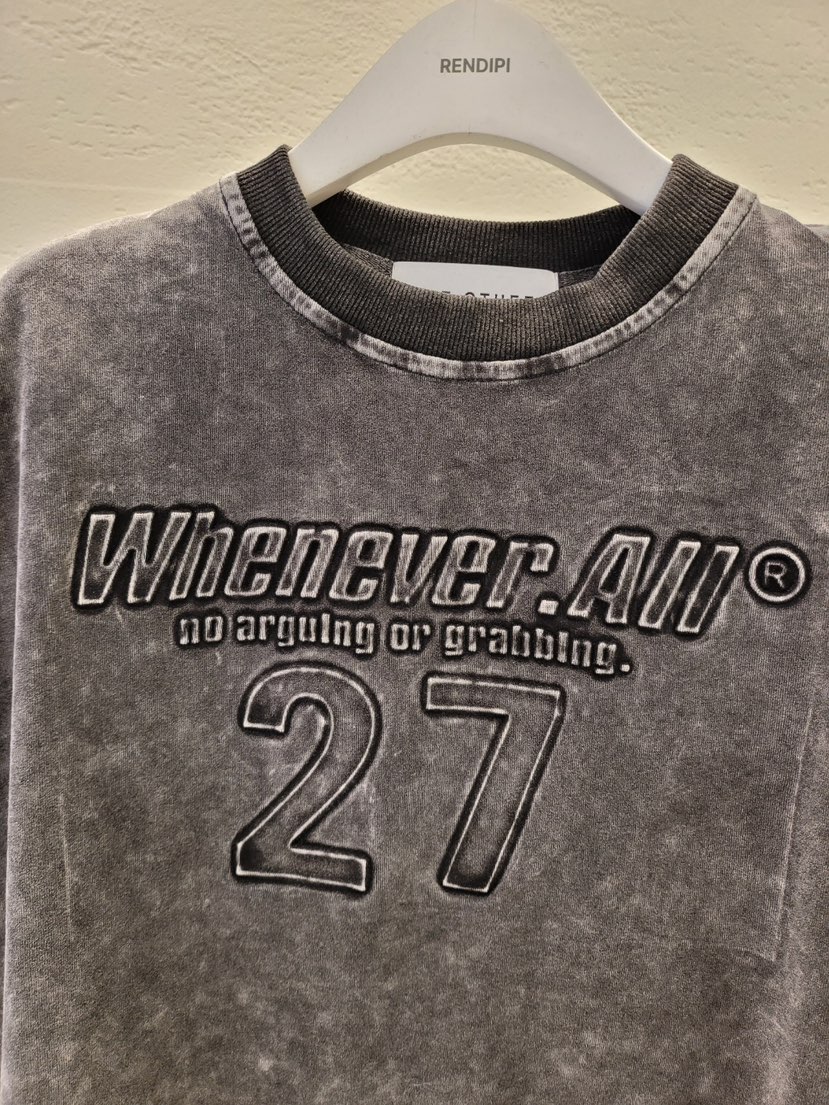 RENDIPI
Whenever.All®
no arguing or grabbing.
27